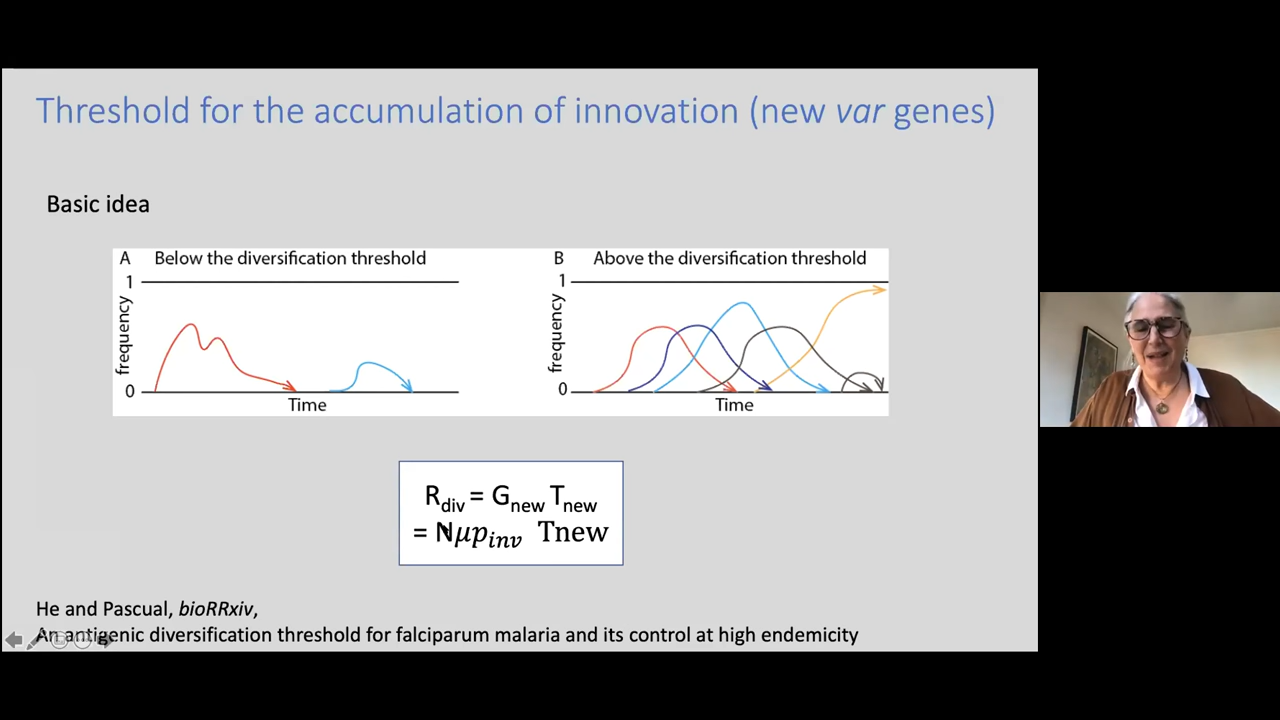 Threshold for the accumulation of innovation (new var genes)
Basic idea
A Below the diversification threshold
1
frequency
0
Time
B Above the diversification threshold
1
frequency
0
Time
Rdiv = Gnew Tnew
= Nμpinv Tnew
He and Pascual, bioRRxiv,
An antigenic diversification threshold for falciparum malaria and its control at high endemicity